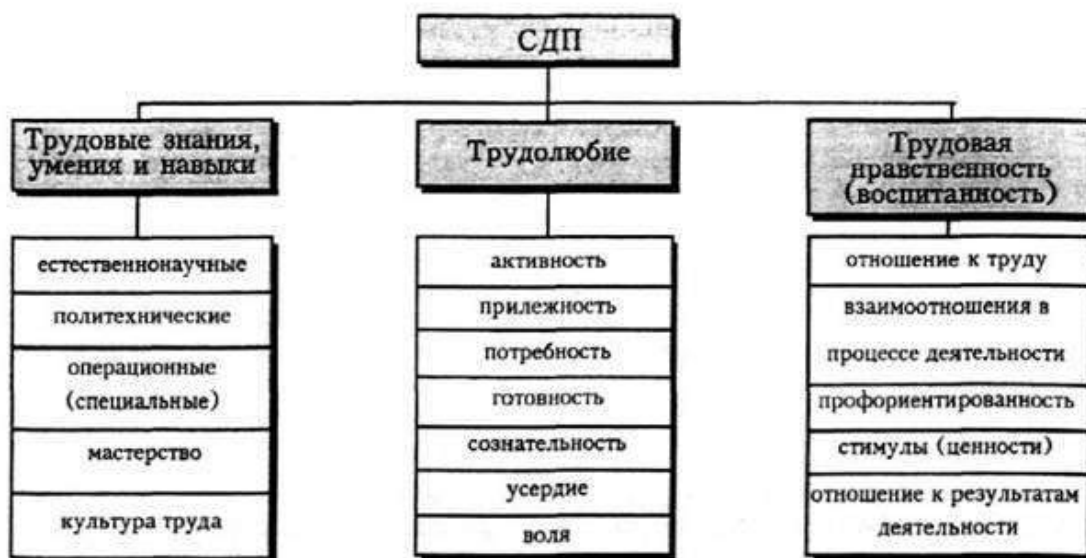 СДП
Трудовые знания,
умения и навыки
естественнонаучные
политехнические
операционные
(специальные)
мастерство
культура труда
Трудолюбие
активность
прилежность
потребность
готовность
сознательность
усердие
воля
Трудовая
нравственность
(воспитанность)
отношение к труду
взаимоотношения в
процессе деятельности
профориентированность
стимулы (ценности)
отношение к результатам
деятельности